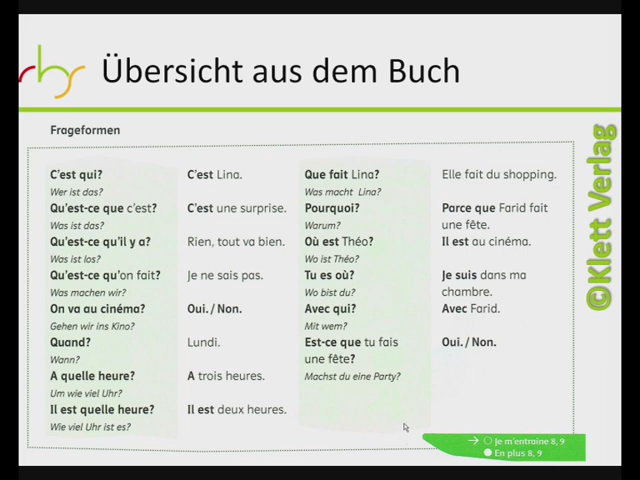 rhs
Übersicht aus dem Buch
Frageformen
C'est qui? C'est Lina.
Wer ist das?
Qu'est-ce que c'est? C'est une surprise.
Was ist das?
Qu'est-ce qu'il y a? Rien, tout va bien.
Was ist los?
Qu'est-ce qu'on fait? Je ne sais pas.
Was machen wir?
On va au cinéma? Oui. / Non.
Gehen wir ins Kino?
Quand? Lundi.
Wann?
A quelle heure? A trois heures.
Um wie viel Uhr?
Il est quelle heure? Il est deux heures.
Wie viel Uhr ist es?
Que fait Lina? Elle fait du shopping.
Was macht Lina?
Pourquoi? Parce que Farid fait
Warum? une fête.
Où est Théo? Il est au cinéma.
Wo ist Théo?
Tu es où? Je suis dans ma
Wo bist du? chambre.
Avec qui? Avec Farid.
Mit wem?
Est-ce que tu fais Oui. / Non.
une fête?
Machst du eine Party?
→ Je m'entraîne 8, 9
En plus 8, 9
©Klett Verlag